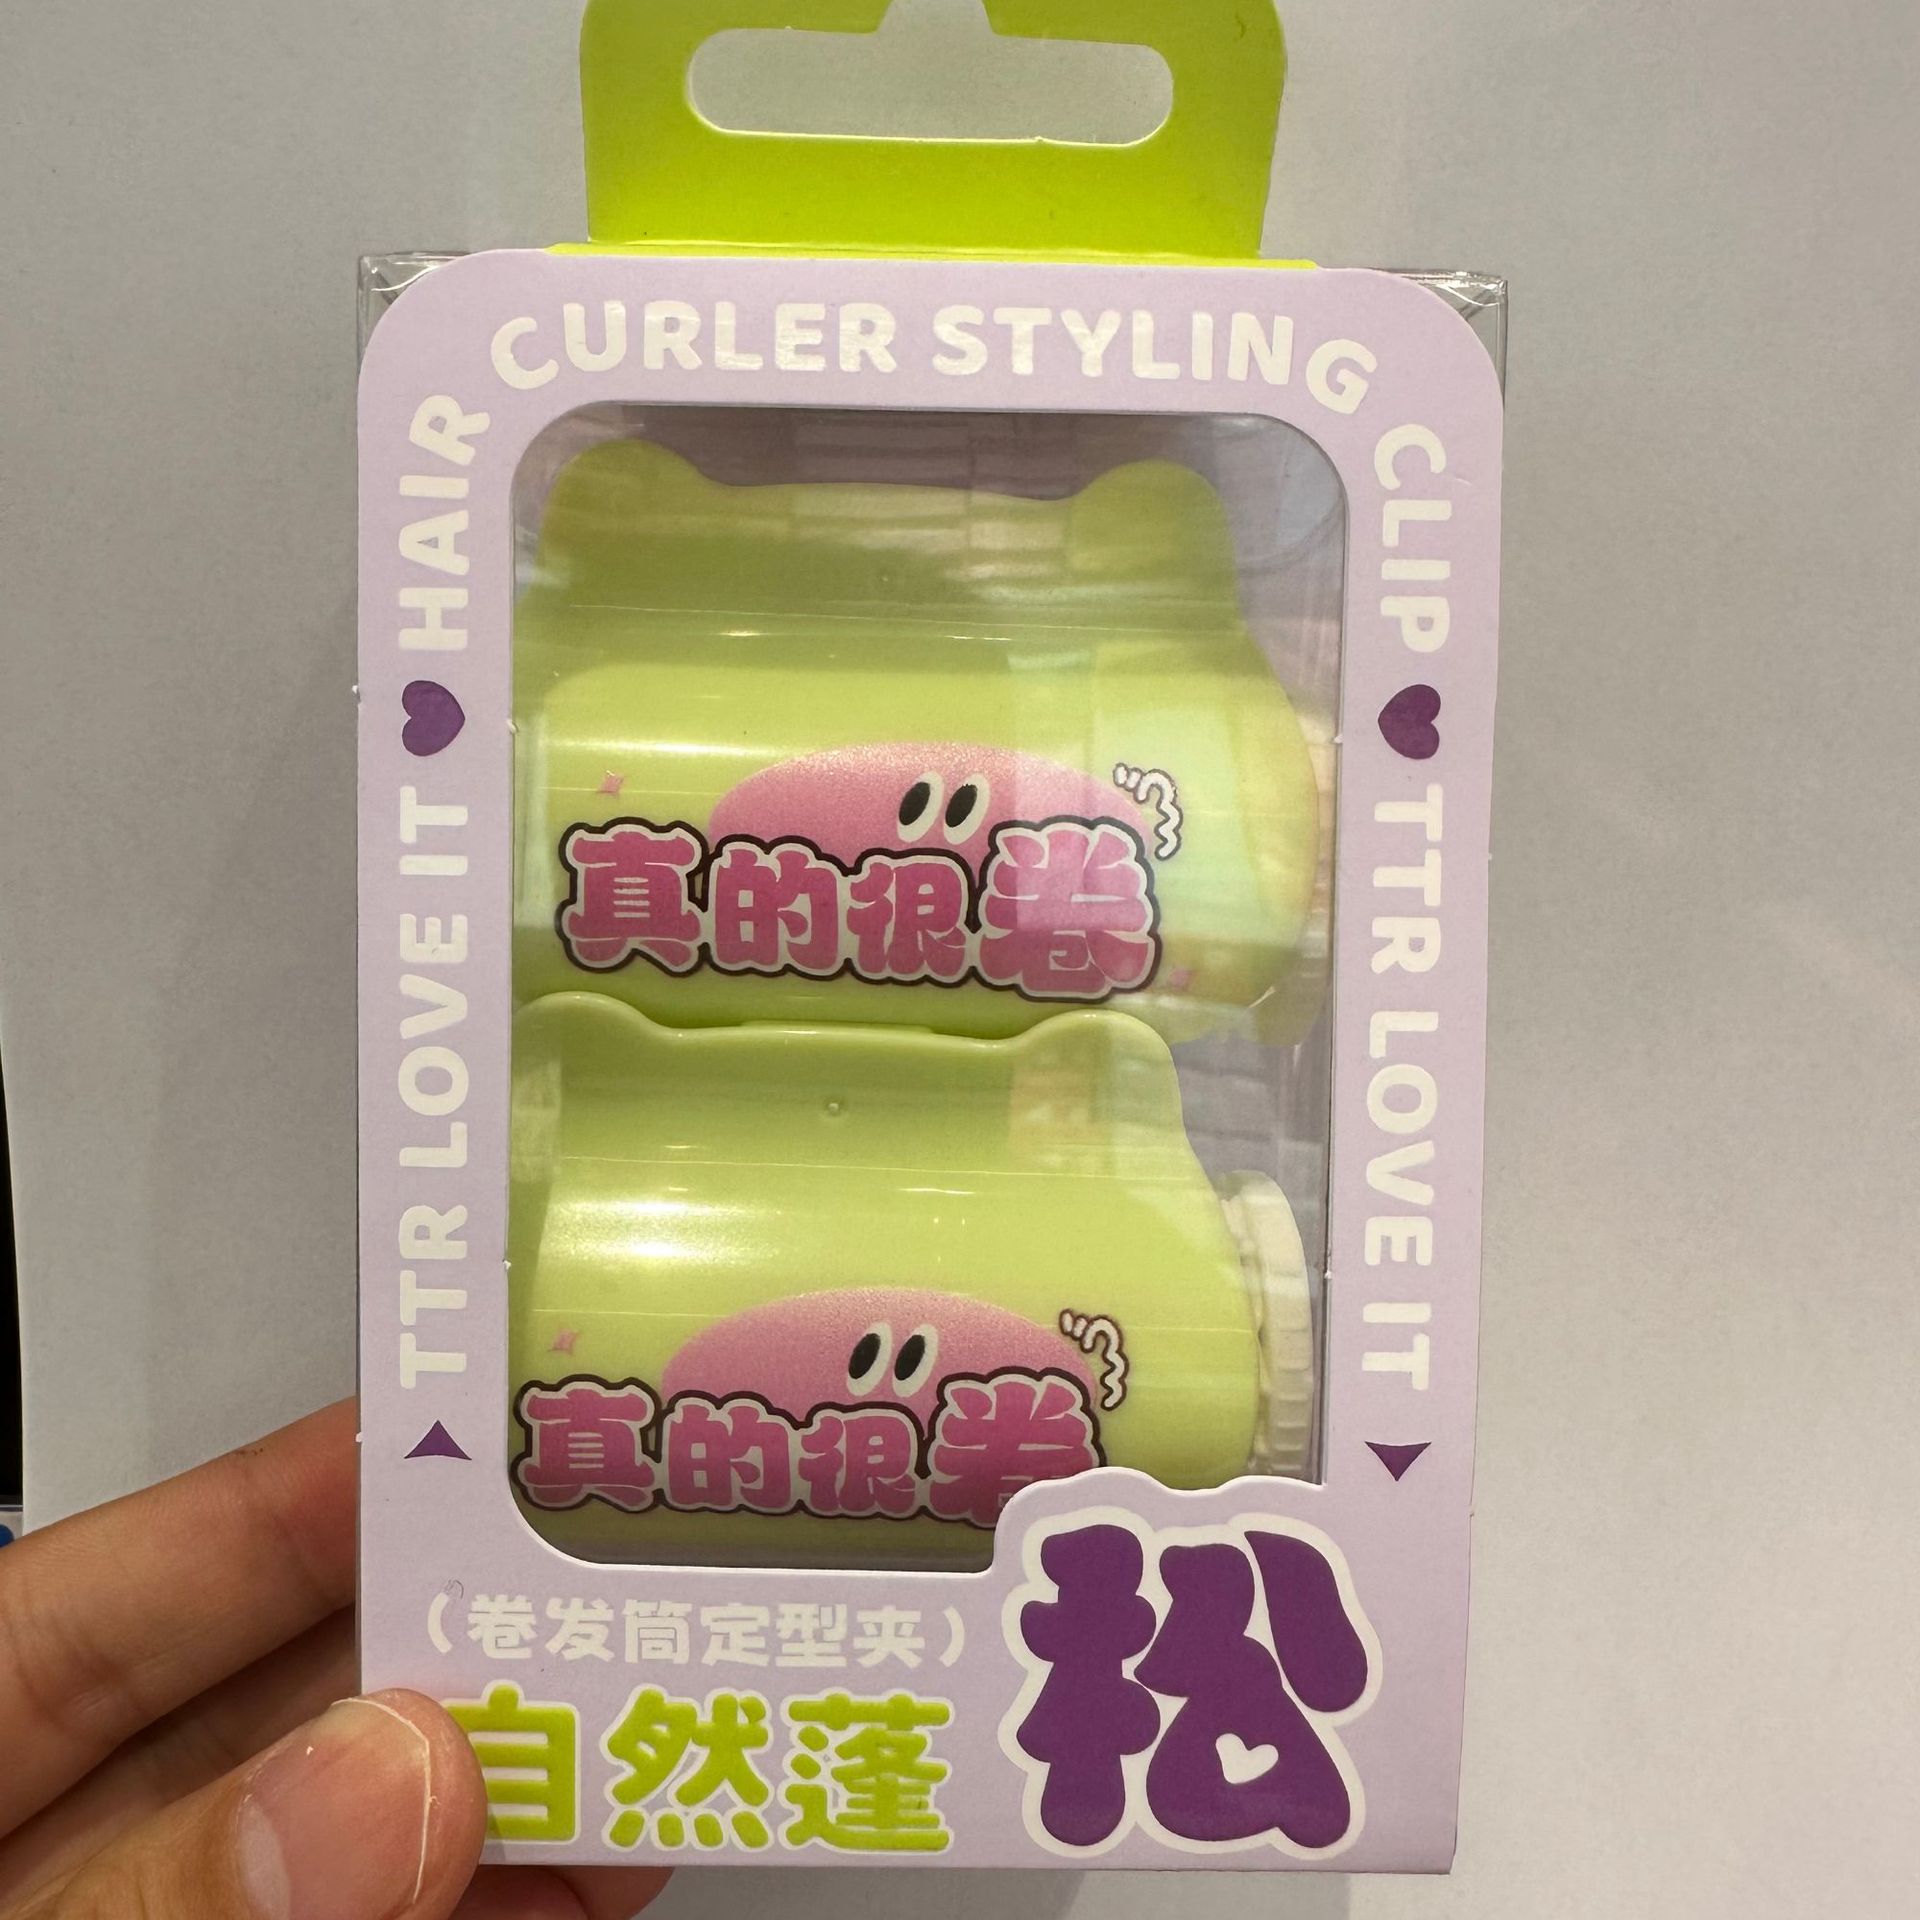 HAIR CURLER STYLING CLIP
TTR LOVE IT
TTR LOVE IT
真的很卷
真的很卷
（卷发筒定型夹）
自然蓬
松